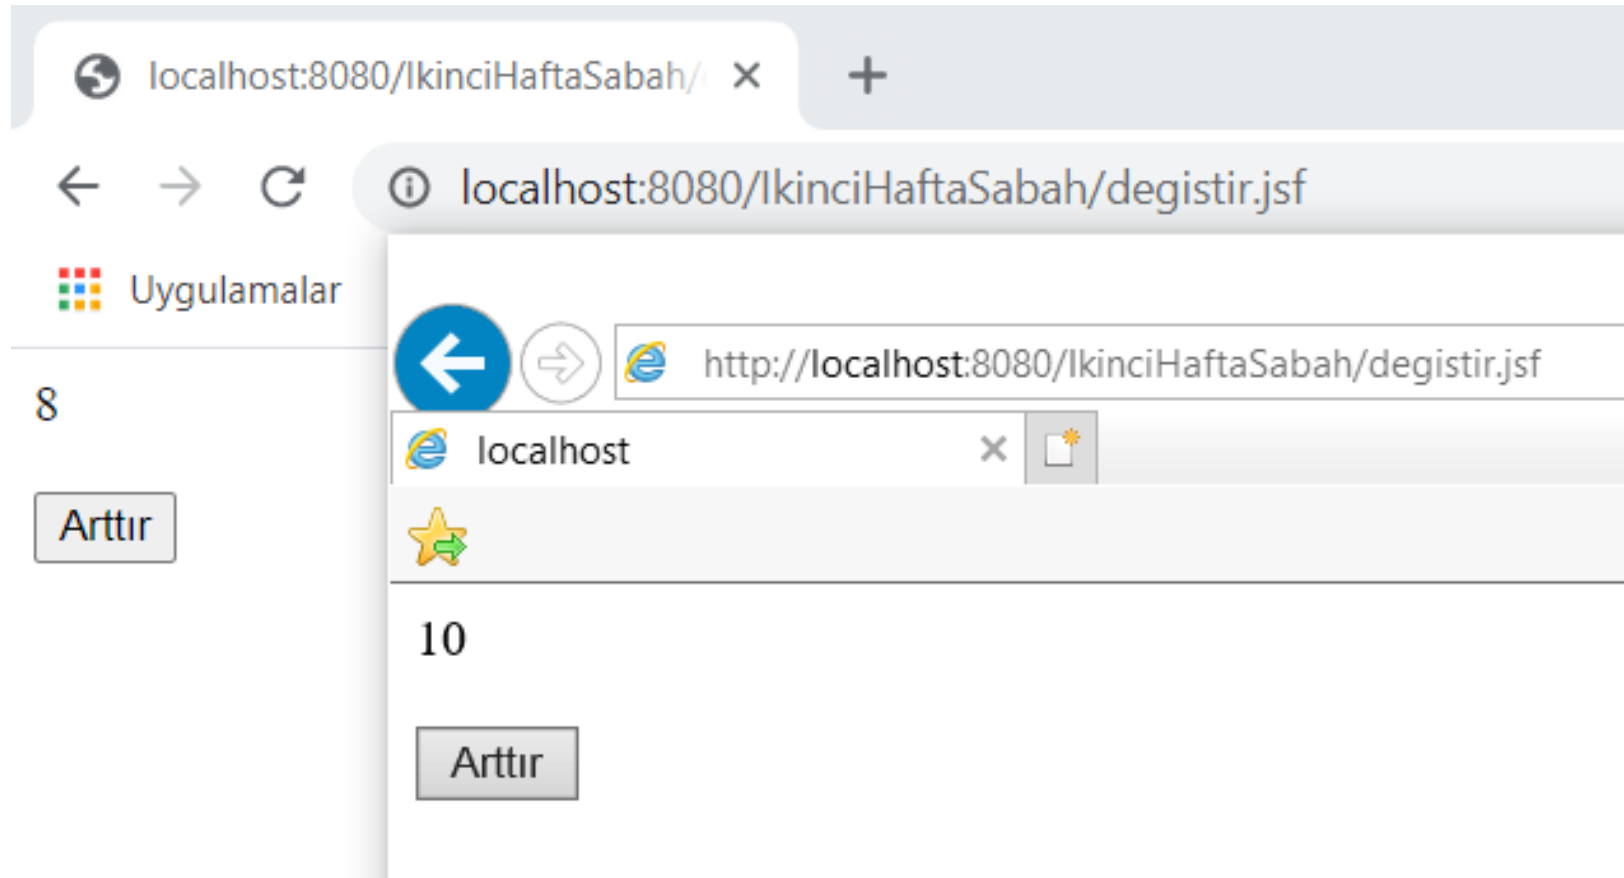 localhost:8080/IkinciHaftaSabah/
localhost:8080/IkinciHaftaSabah/degistir.jsf
Uygulamalar
8
Arttır
http://localhost:8080/IkinciHaftaSabah/degistir.jsf
localhost
10
Arttır